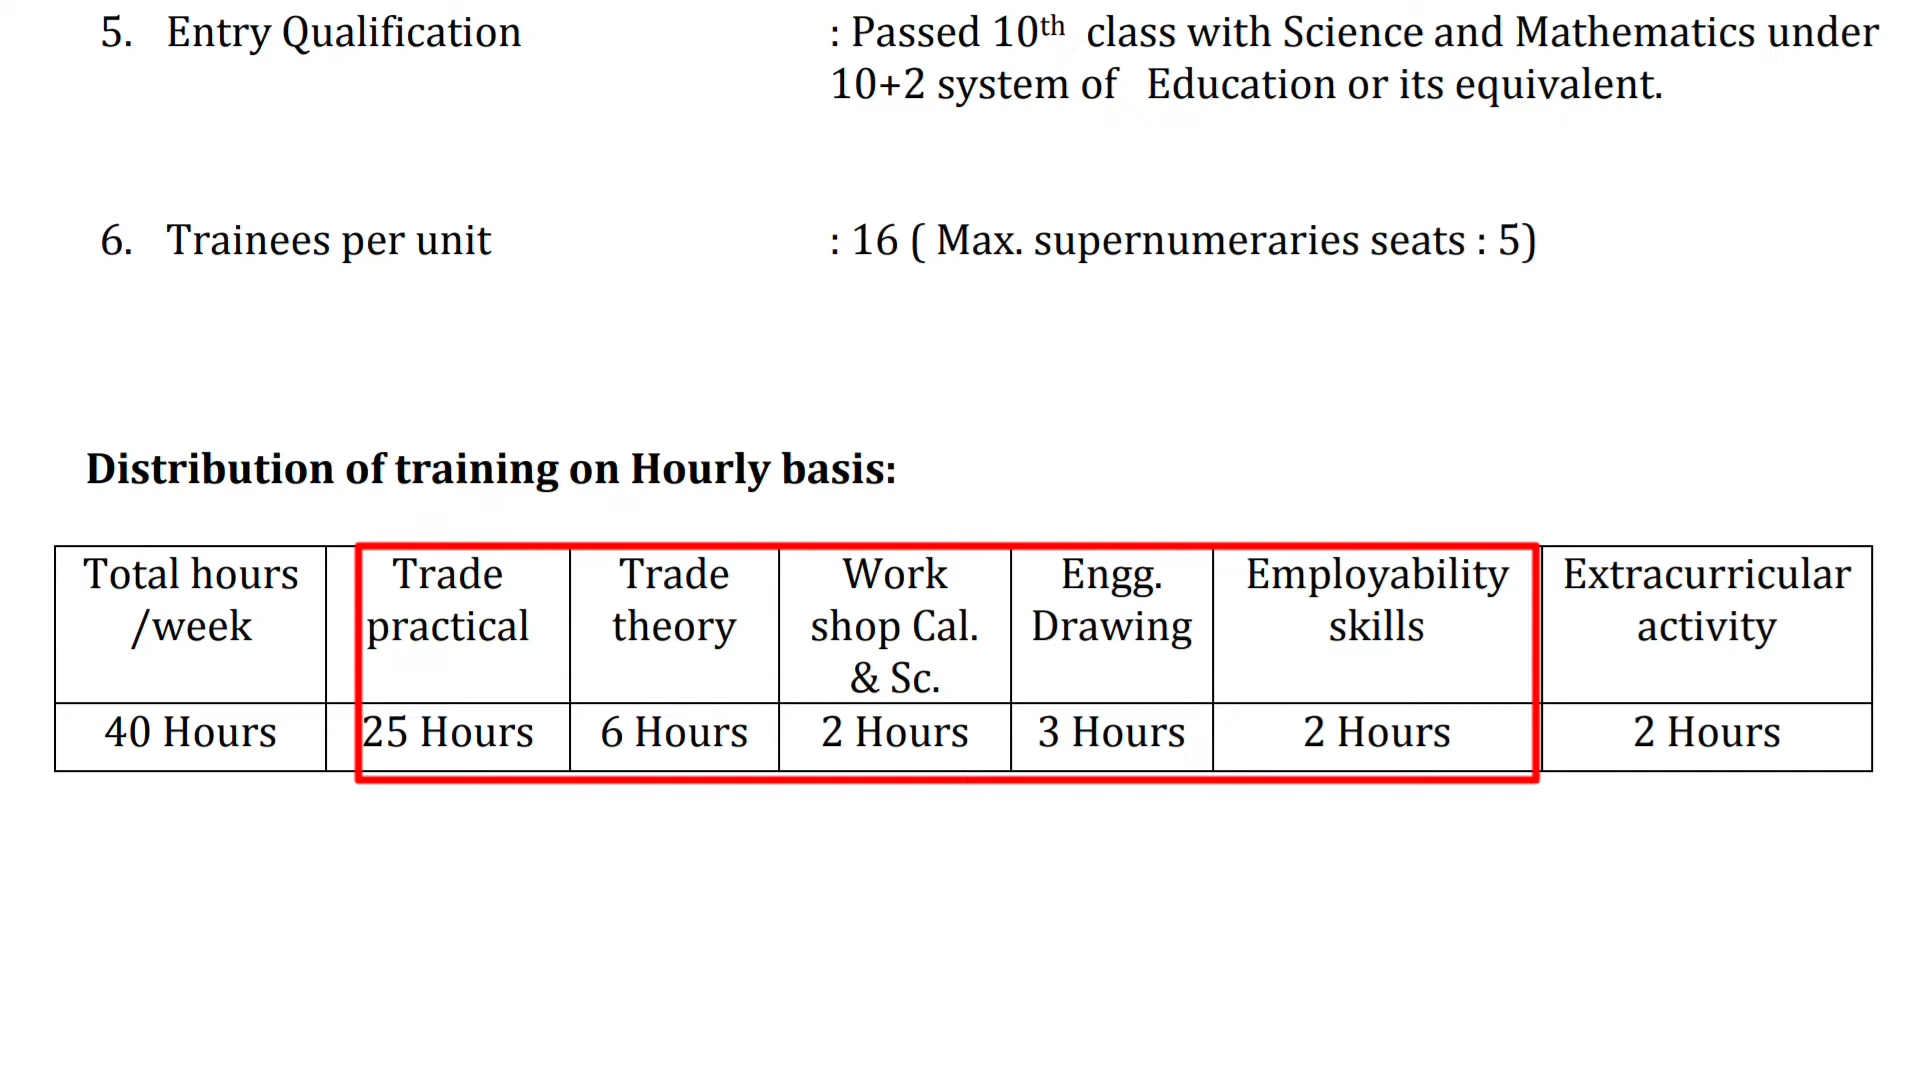 5. Entry Qualification : Passed 10th class with Science and Mathematics under
10+2 system of Education or its equivalent.
6. Trainees per unit : 16 ( Max. supernumeraries seats : 5)
Distribution of training on Hourly basis:
Total hours /week
Trade practical
Trade theory
Work shop Cal. & Sc.
Engg. Drawing
Employability skills
Extracurricular activity
40 Hours 25 Hours 6 Hours 2 Hours 3 Hours 2 Hours 2 Hours